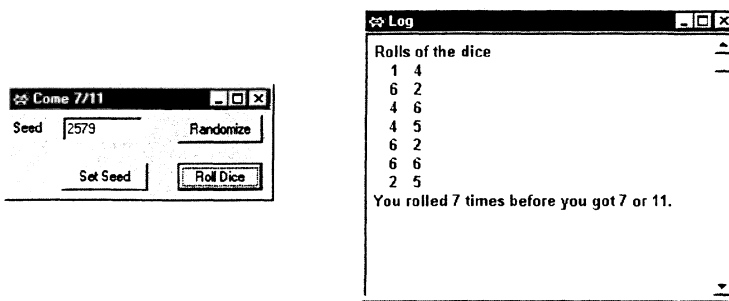 Come 7/11
Seed 2579 Randomize
Set Seed Roll Dice
Log
Rolls of the dice
1 4
6 2
4 6
4 5
6 2
6 6
2 5
You rolled 7 times before you got 7 or 11.